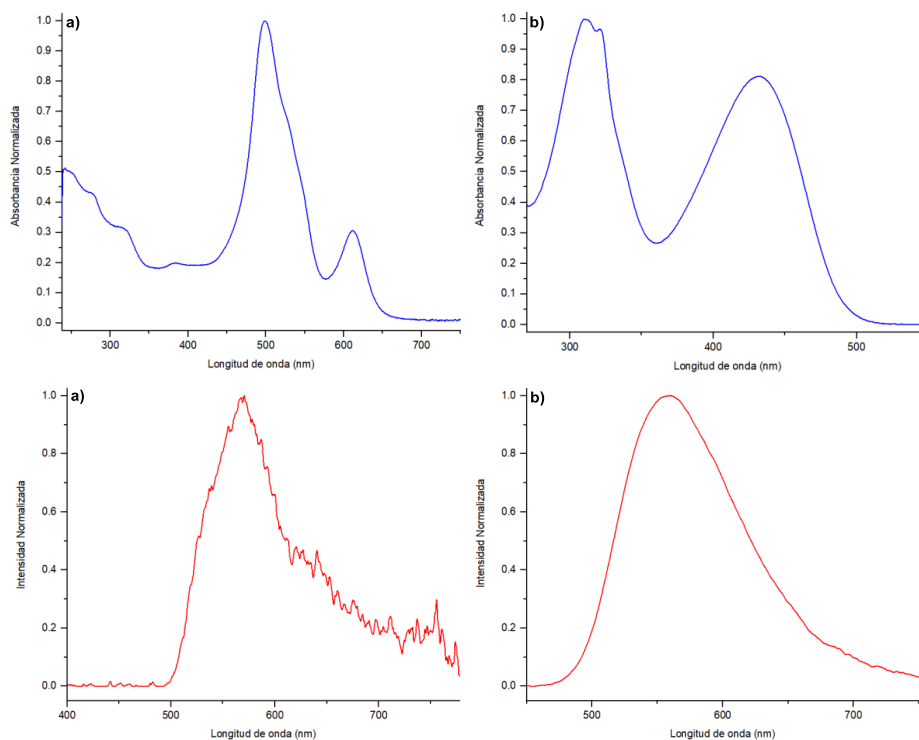 a)
Absorbancia Normalizada
1.0
0.9
0.8
0.7
0.6
0.5
0.4
0.3
0.2
0.1
0.0
300 400 500 600 700
Longitud de onda (nm)
b)
Absorbancia Normalizada
1.0
0.9
0.8
0.7
0.6
0.5
0.4
0.3
0.2
0.1
0.0
300 400 500
Longitud de onda (nm)
a)
Intensidad Normalizada
1.0
0.8
0.6
0.4
0.2
0.0
400 500 600 700
Longitud de onda (nm)
b)
Intensidad Normalizada
1.0
0.8
0.6
0.4
0.2
0.0
500 600 700
Longitud de onda (nm)